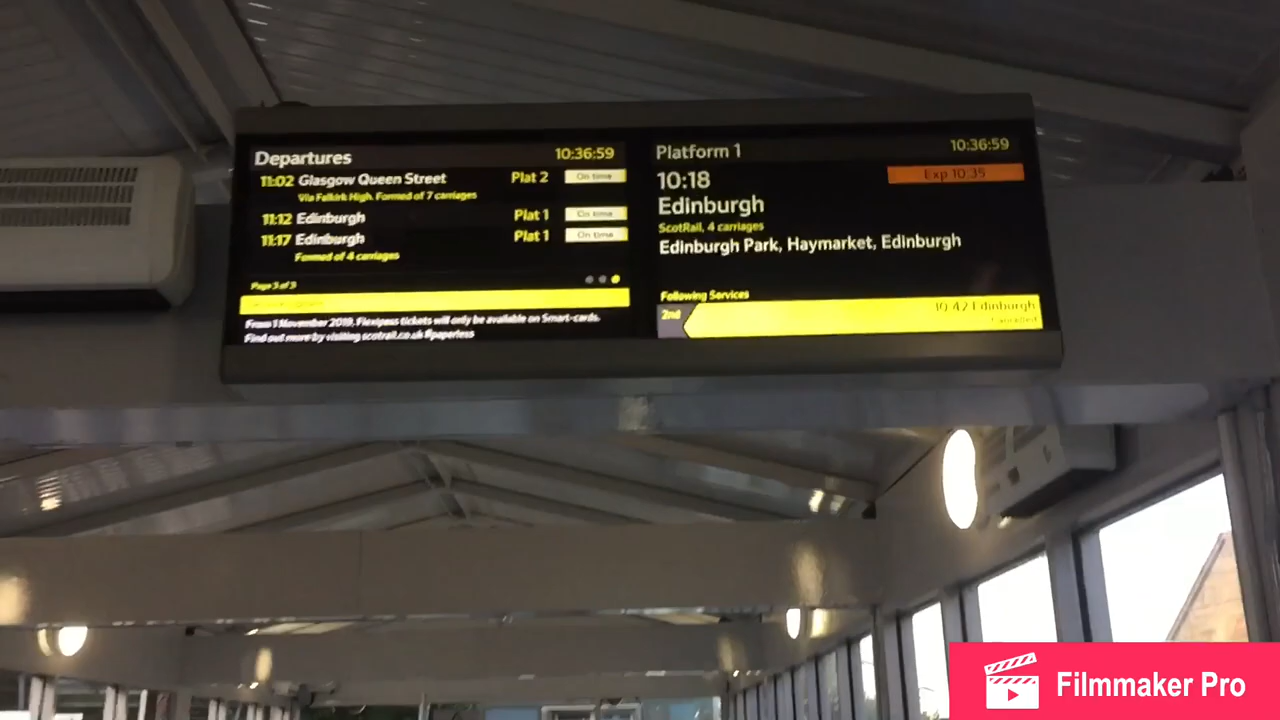 Departures 10:36:59
11:02 Glasgow Queen Street Plat 2 On time
Via Falkirk High. Formed of 7 carriages
11:12 Edinburgh Plat 1 On time
11:17 Edinburgh Plat 1 On time
Formed of 4 carriages
Page 3 of 3
From 1 November 2019, Flexipass tickets will only be available on Smart-cards.
Find out more by visiting scotrail.co.uk/paperless
Platform 1 10:36:59
10:18 Exp 10:35
Edinburgh
ScotRail, 4 carriages
Edinburgh Park, Haymarket, Edinburgh
Following Services
2nd 10:42 Edinburgh
Cancelled
Filmmaker Pro